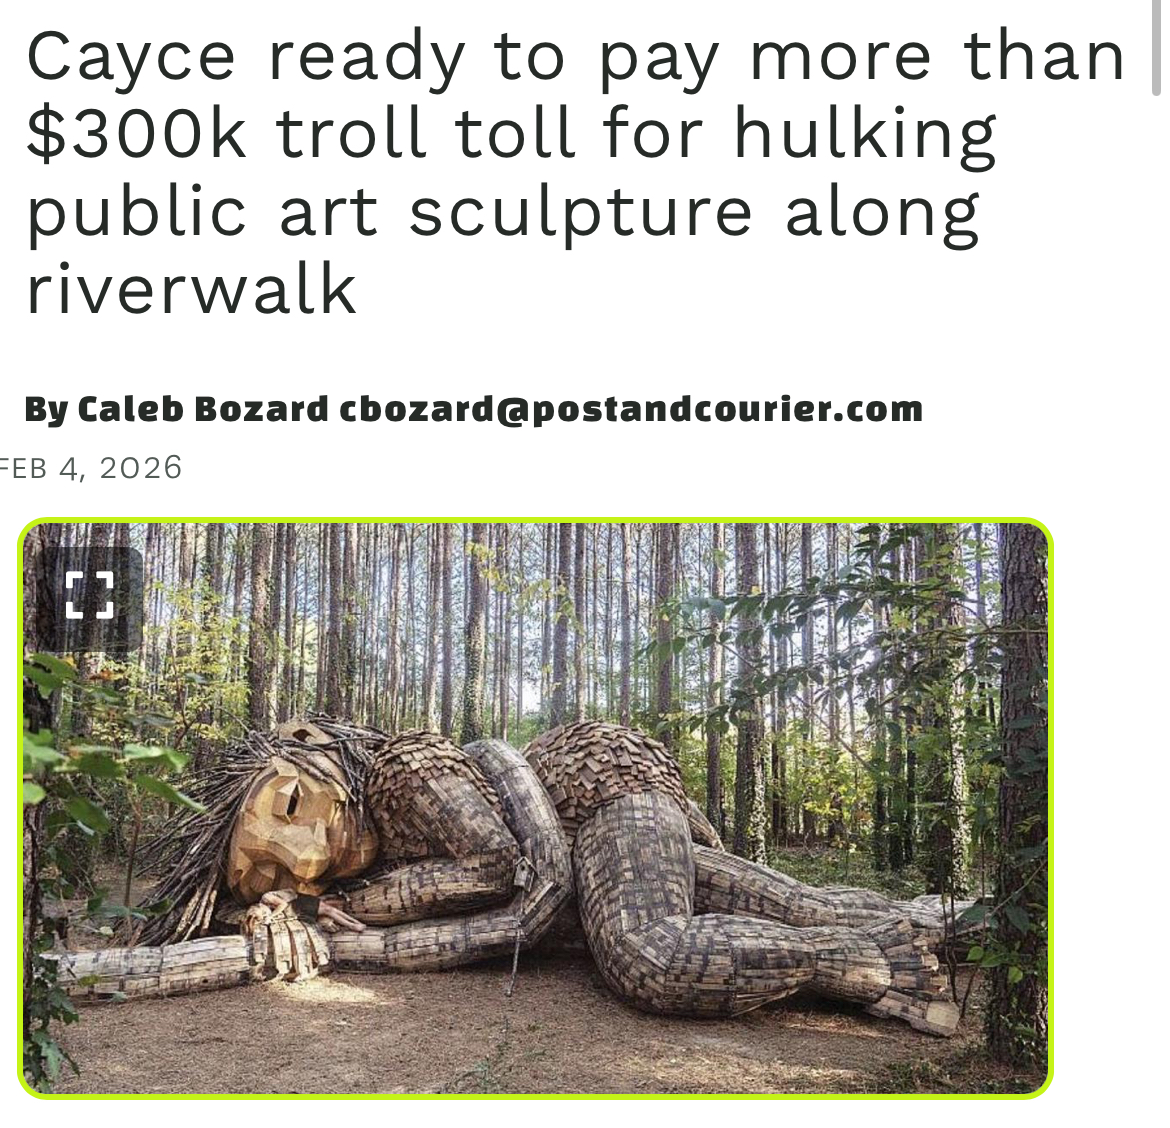 Cayce ready to pay more than
$300k troll toll for hulking
public art sculpture along
riverwalk
By Caleb Bozard cbozard@postandcourier.com
FEB 4, 2026